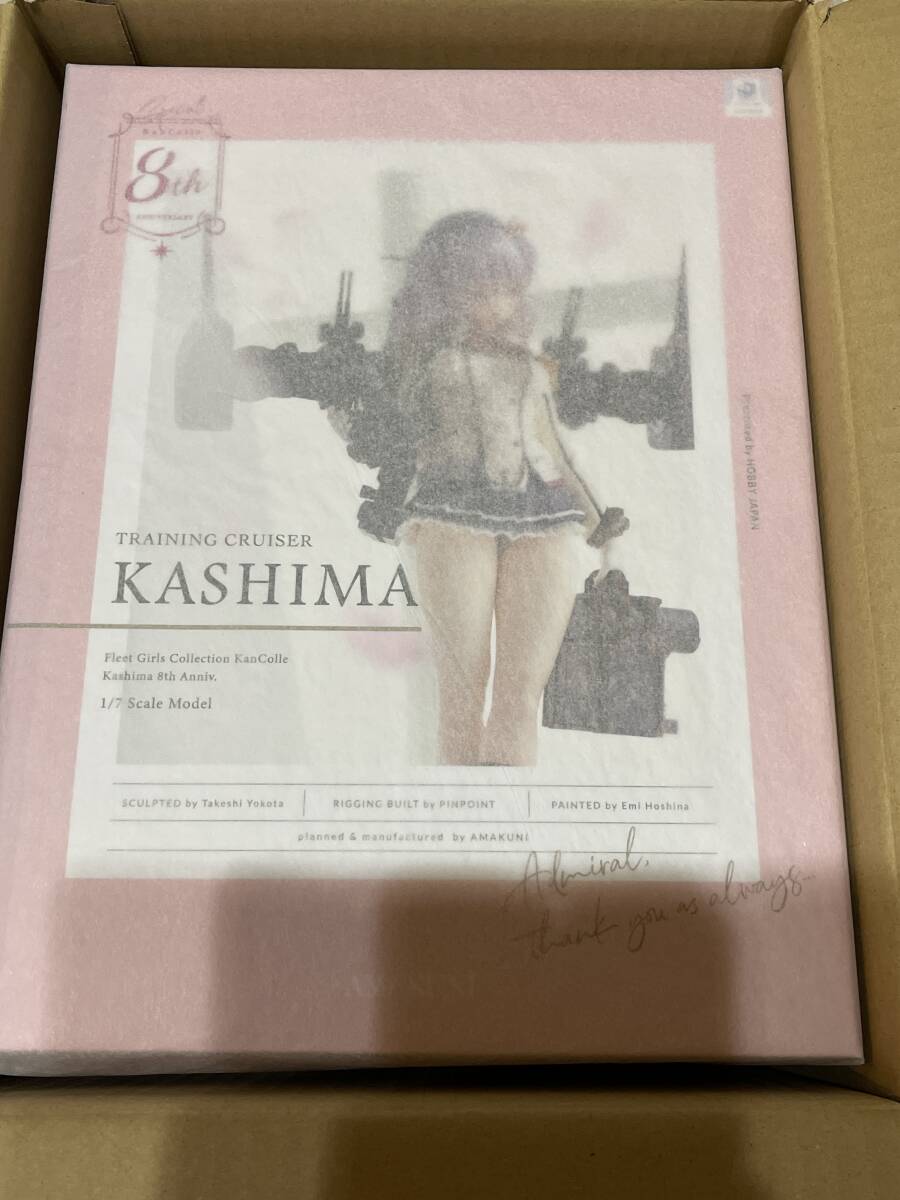 KanColle
8th
ANNIVERSARY
Presented by HOBBY JAPAN
TRAINING CRUISER
KASHIMA
Fleet Girls Collection KanColle
Kashima 8th Anniv.
1/7 Scale Model
SCULPTED by Takeshi Yokota
RIGGING BUILT by PINPOINT
PAINTED by Emi Hoshina
planned & manufactured by AMAKUNI
Admiral,
thank you as always...